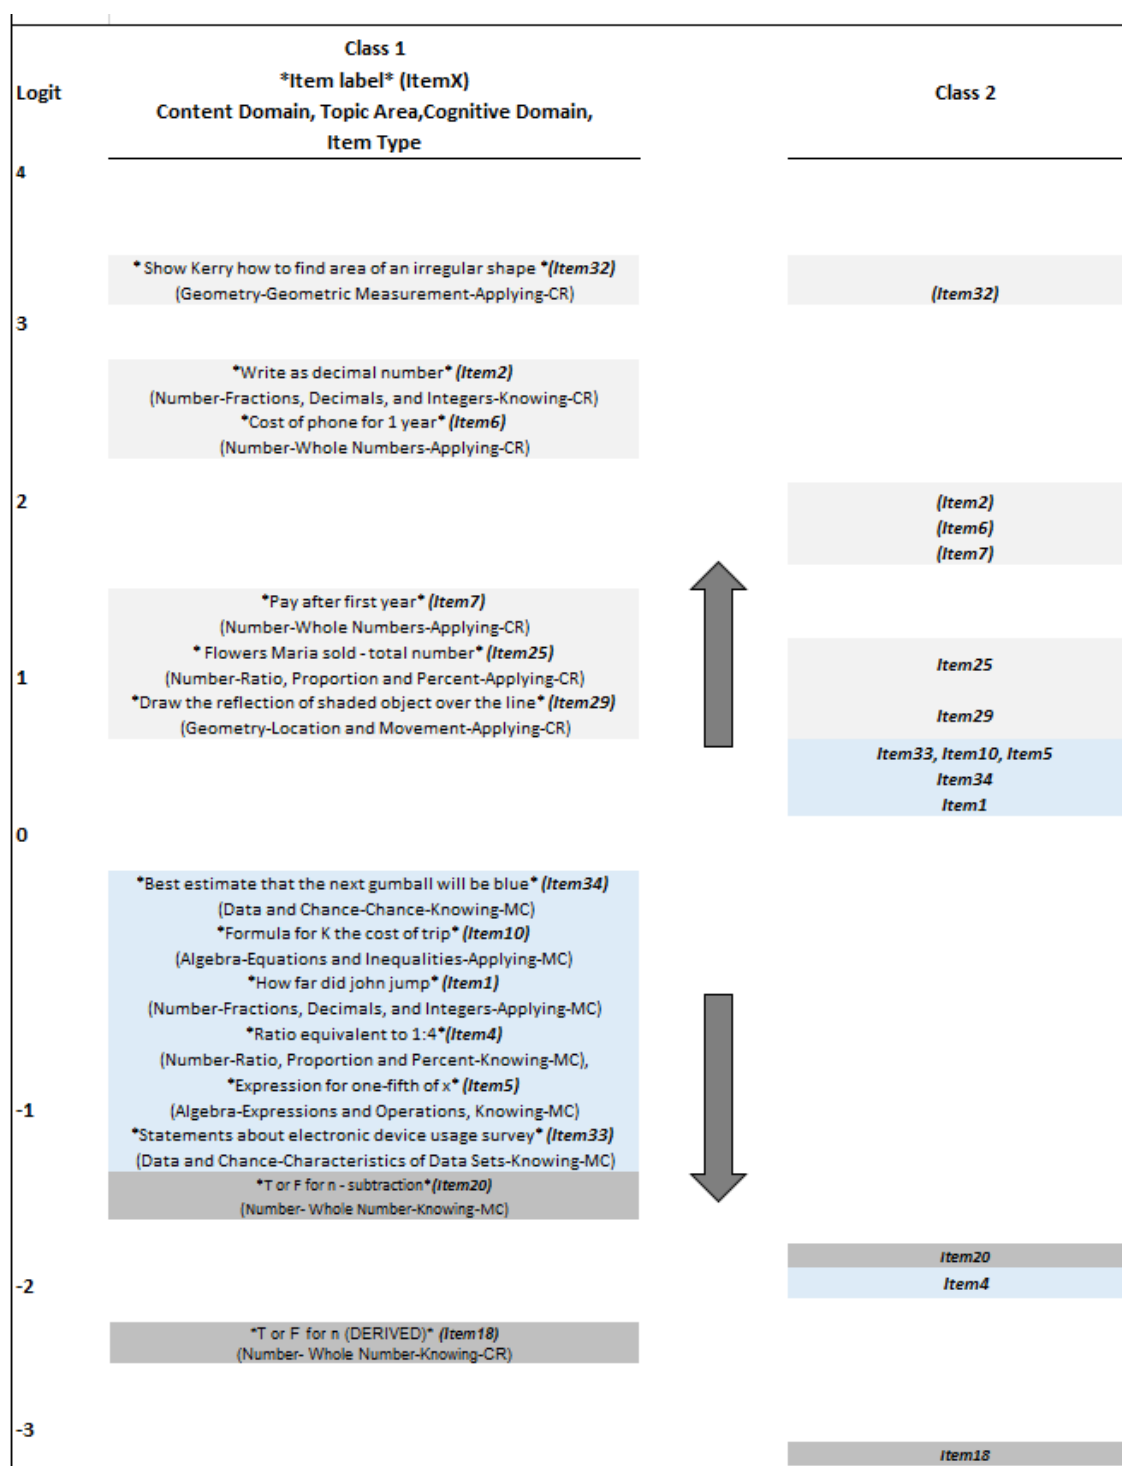 Class 1
*Item label* (ItemX)
Logit
Class 2
Content Domain, Topic Area,Cognitive Domain,
Item Type
4
*Show Kerry how to find area of an irregular shape *(Item32)
(Geometry-Geometric Measurement-Applying-CR)
(Item32)
3
*Write as decimal number* (Item2)
(Number-Fractions, Decimals, and Integers-Knowing-CR)
*Cost of phone for 1 year* (Item6)
(Number-Whole Numbers-Applying-CR)
2
(Item2)
(Item6)
(Item7)
*Pay after first year* (Item7)
(Number-Whole Numbers-Applying-CR)
*Flowers Maria sold - total number* (Item25)
Item25
1
(Number-Ratio, Proportion and Percent-Applying-CR)
*Draw the reflection of shaded object over the line* (Item29)
Item29
(Geometry-Location and Movement-Applying-CR)
Item33, Item10, Item5
Item34
Item1
0
*Best estimate that the next gumball will be blue* (Item34)
(Data and Chance-Chance-Knowing-MC)
*Formula for K the cost of trip* (Item10)
(Algebra-Equations and Inequalities-Applying-MC)
*How far did john jump* (Item1)
(Number-Fractions, Decimals, and Integers-Applying-MC)
*Ratio equivalent to 1:4*(Item4)
(Number-Ratio, Proportion and Percent-Knowing-MC),
*Expression for one-fifth of x* (Item5)
-1
(Algebra-Expressions and Operations, Knowing-MC)
*Statements about electronic device usage survey* (Item33)
(Data and Chance-Characteristics of Data Sets-Knowing-MC)
*T or F for n - subtraction*(Item20)
(Number- Whole Number-Knowing-MC)
Item20
-2
Item4
*T or F for n (DERIVED)* (Item18)
(Number- Whole Number-Knowing-CR)
-3
Item18